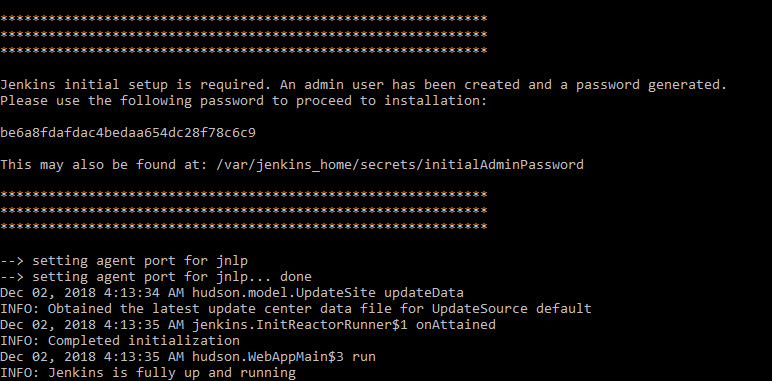 *************************************************************
*************************************************************
*************************************************************
Jenkins initial setup is required. An admin user has been created and a password generated.
Please use the following password to proceed to installation:
be6a8fdafdac4bedaa654dc28f78c6c9
This may also be found at: /var/jenkins_home/secrets/initialAdminPassword
*************************************************************
*************************************************************
*************************************************************
--> setting agent port for jnlp
--> setting agent port for jnlp... done
Dec 02, 2018 4:13:34 AM hudson.model.UpdateSite updateData
INFO: Obtained the latest update center data file for UpdateSource default
Dec 02, 2018 4:13:35 AM jenkins.InitReactorRunner$1 onAttained
INFO: Completed initialization
Dec 02, 2018 4:13:35 AM hudson.WebAppMain$3 run
INFO: Jenkins is fully up and running